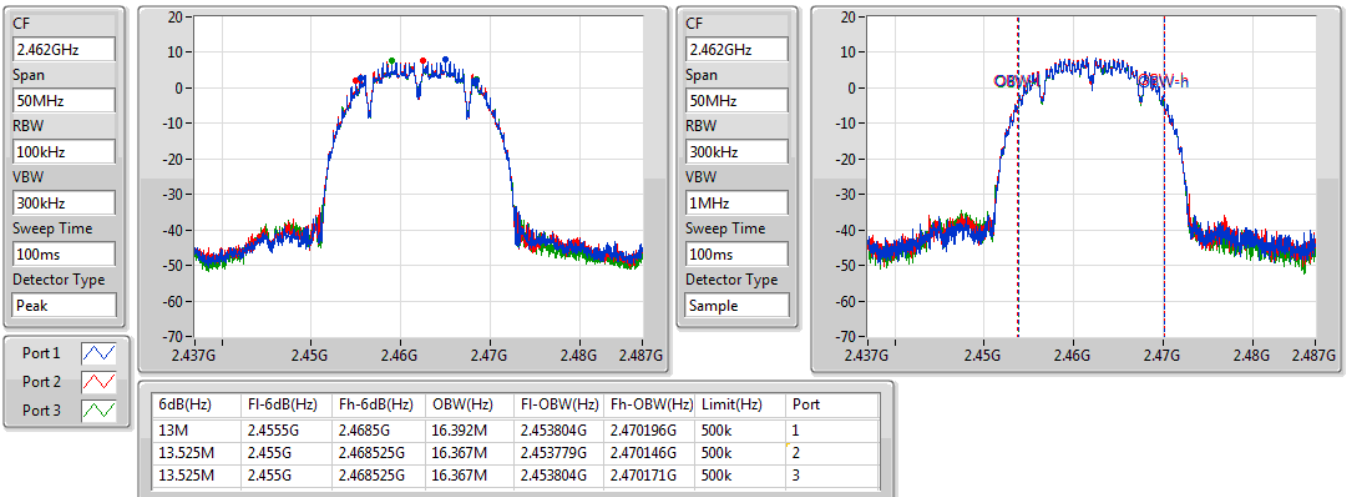 CF
2.462GHz
Span
50MHz
RBW
100kHz
VBW
300kHz
Sweep Time
100ms
Detector Type
Peak
20
10
0
-10
-20
-30
-40
-50
-60
-70
2.437G 2.45G 2.46G 2.47G 2.48G 2.487G
CF
2.462GHz
Span
50MHz
RBW
300kHz
VBW
1MHz
Sweep Time
100ms
Detector Type
Sample
20
10
0
-10
-20
-30
-40
-50
-60
-70
OBW-h
2.437G 2.45G 2.46G 2.47G 2.48G 2.487G
Port 1
Port 2
Port 3
6dB(Hz) Fl-6dB(Hz) Fh-6dB(Hz) OBW(Hz) Fl-OBW(Hz) Fh-OBW(Hz) Limit(Hz) Port
13M 2.4555G 2.4685G 16.392M 2.453804G 2.470196G 500k 1
13.525M 2.455G 2.468525G 16.367M 2.453779G 2.470146G 500k 2
13.525M 2.455G 2.468525G 16.367M 2.453804G 2.470171G 500k 3